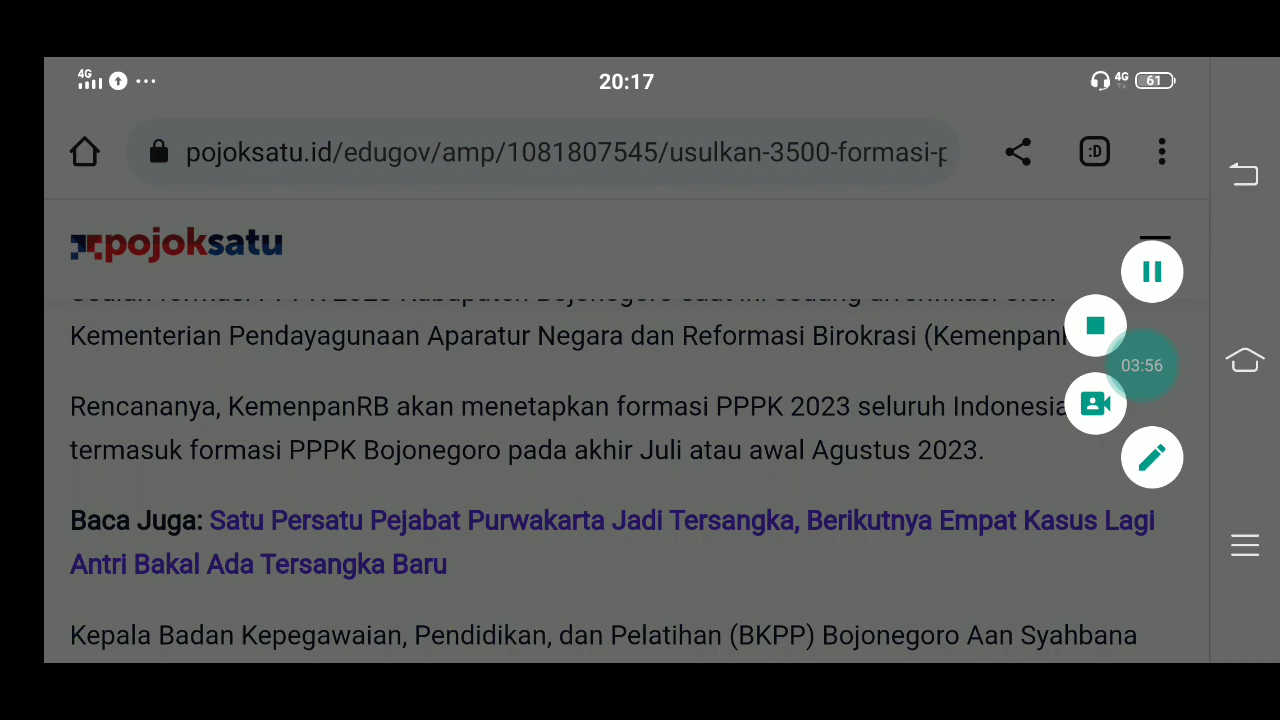 4G
20:17
4G
61
pojoksatu.id/edugov/amp/1081807545/usulkan-3500-formasi-p
:D
pojoksatu
Kementerian Pendayagunaan Aparatur Negara dan Reformasi Birokrasi
03:56
Rencananya, KemenpanRB akan menetapkan formasi PPPK 2023 seluruh Indonesia
termasuk formasi PPPK Bojonegoro pada akhir Juli atau awal Agustus 2023.
Baca Juga: Satu Persatu Pejabat Purwakarta Jadi Tersangka, Berikutnya Empat Kasus Lagi
Antri Bakal Ada Tersangka Baru
Kepala Badan Kepegawaian, Pendidikan, dan Pelatihan (BKPP) Bojonegoro Aan Syahbana